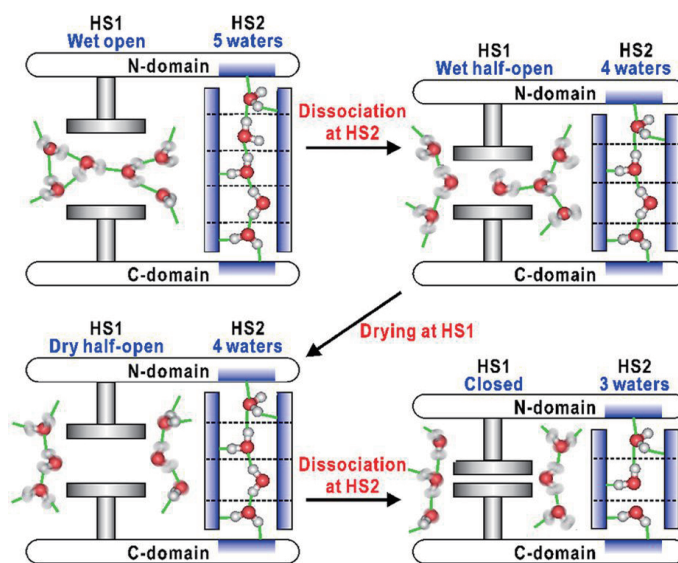 HS1
Wet open
HS2
5 waters
N-domain
C-domain
Dissociation
at HS2
HS1
Wet half-open
HS2
4 waters
N-domain
C-domain
Drying at HS1
HS1
Dry half-open
HS2
4 waters
N-domain
C-domain
Dissociation
at HS2
HS1
Closed
HS2
3 waters
N-domain
C-domain